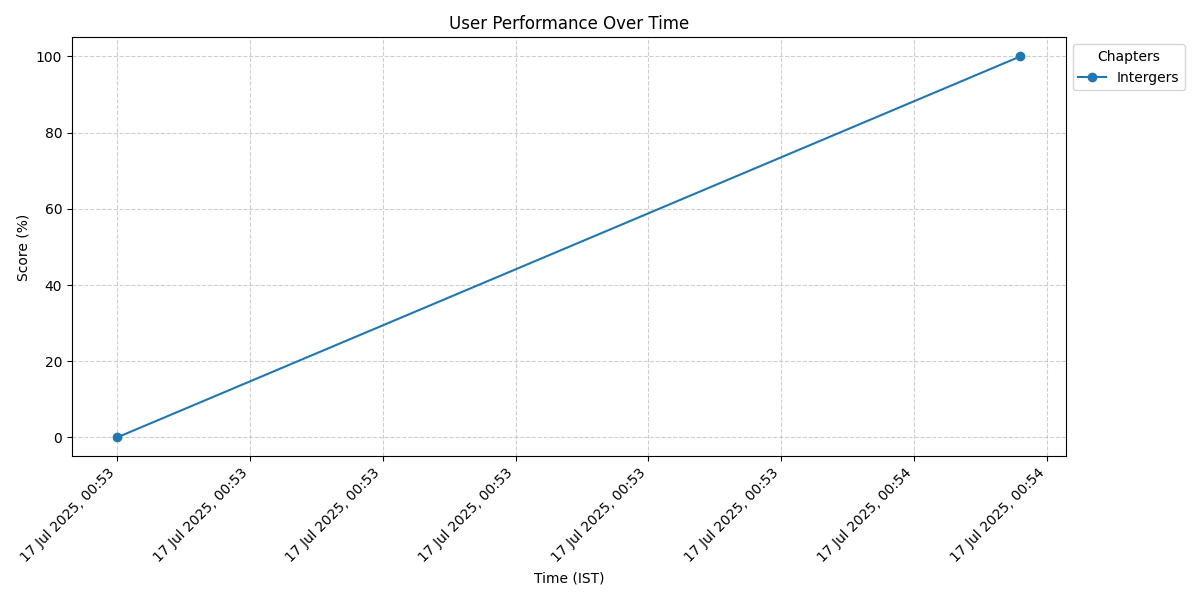 User Performance Over Time
Chapters
Intergers
100
80
60
40
20
0
Score (%)
17 Jul 2025, 00:53
17 Jul 2025, 00:53
17 Jul 2025, 00:53
17 Jul 2025, 00:53
17 Jul 2025, 00:53
17 Jul 2025, 00:53
17 Jul 2025, 00:54
17 Jul 2025, 00:54
Time (IST)